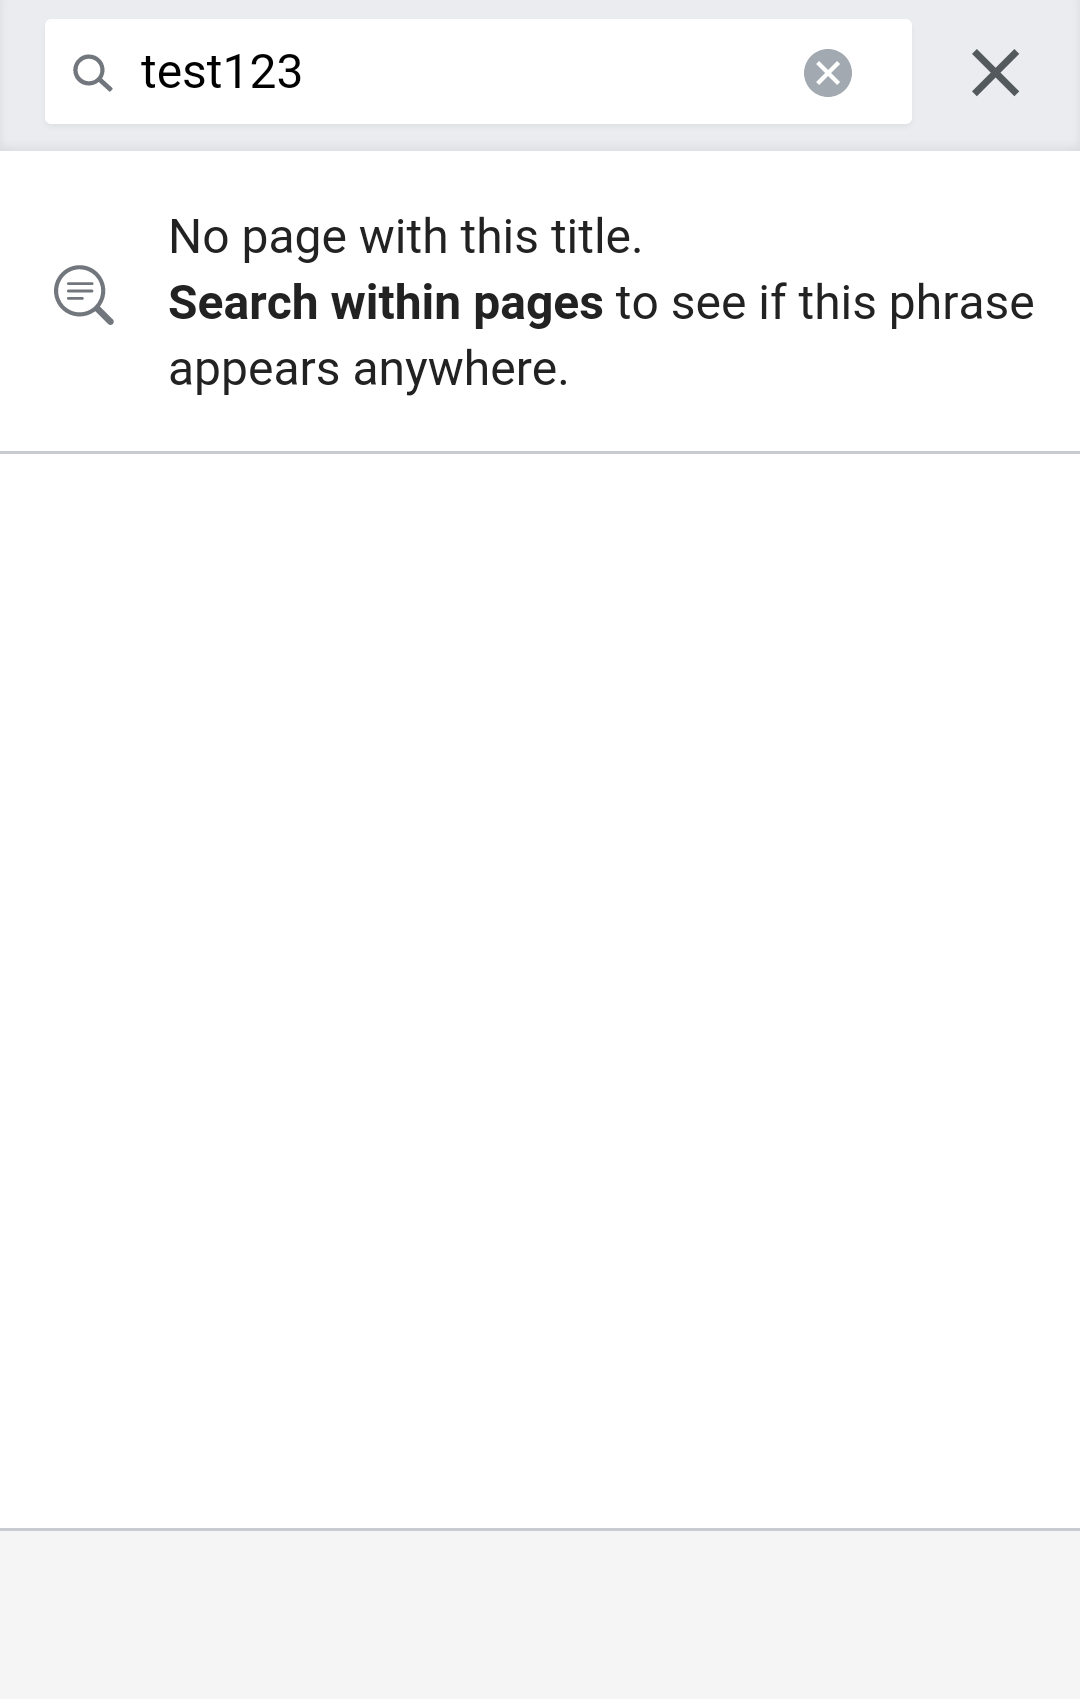 test123
No page with this title.
Search within pages to see if this phrase
appears anywhere.